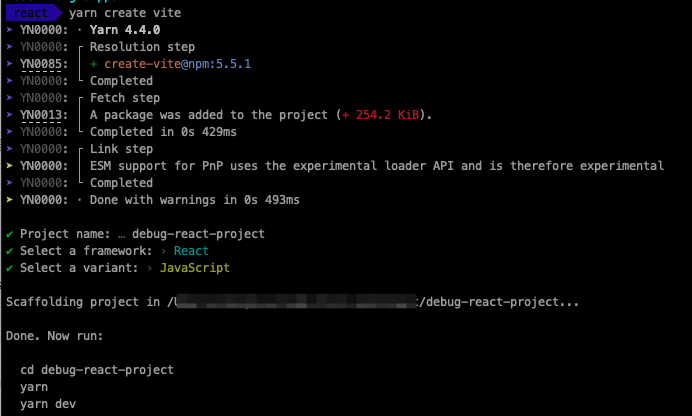 react yarn create vite
➤ YN0000: · Yarn 4.4.0
➤ YN0000: ┌ Resolution step
➤ YN0085: │ + create-vite@npm:5.5.1
➤ YN0000: └ Completed
➤ YN0000: ┌ Fetch step
➤ YN0013: │ A package was added to the project (+ 254.2 KiB).
➤ YN0000: └ Completed in 0s 429ms
➤ YN0000: ┌ Link step
➤ YN0000: │ ESM support for PnP uses the experimental loader API and is therefore experimental
➤ YN0000: └ Completed
➤ YN0000: · Done with warnings in 0s 493ms
✔ Project name: … debug-react-project
✔ Select a framework: › React
✔ Select a variant: › JavaScript
Scaffolding project in /debug-react-project...
Done. Now run:
cd debug-react-project
yarn
yarn dev